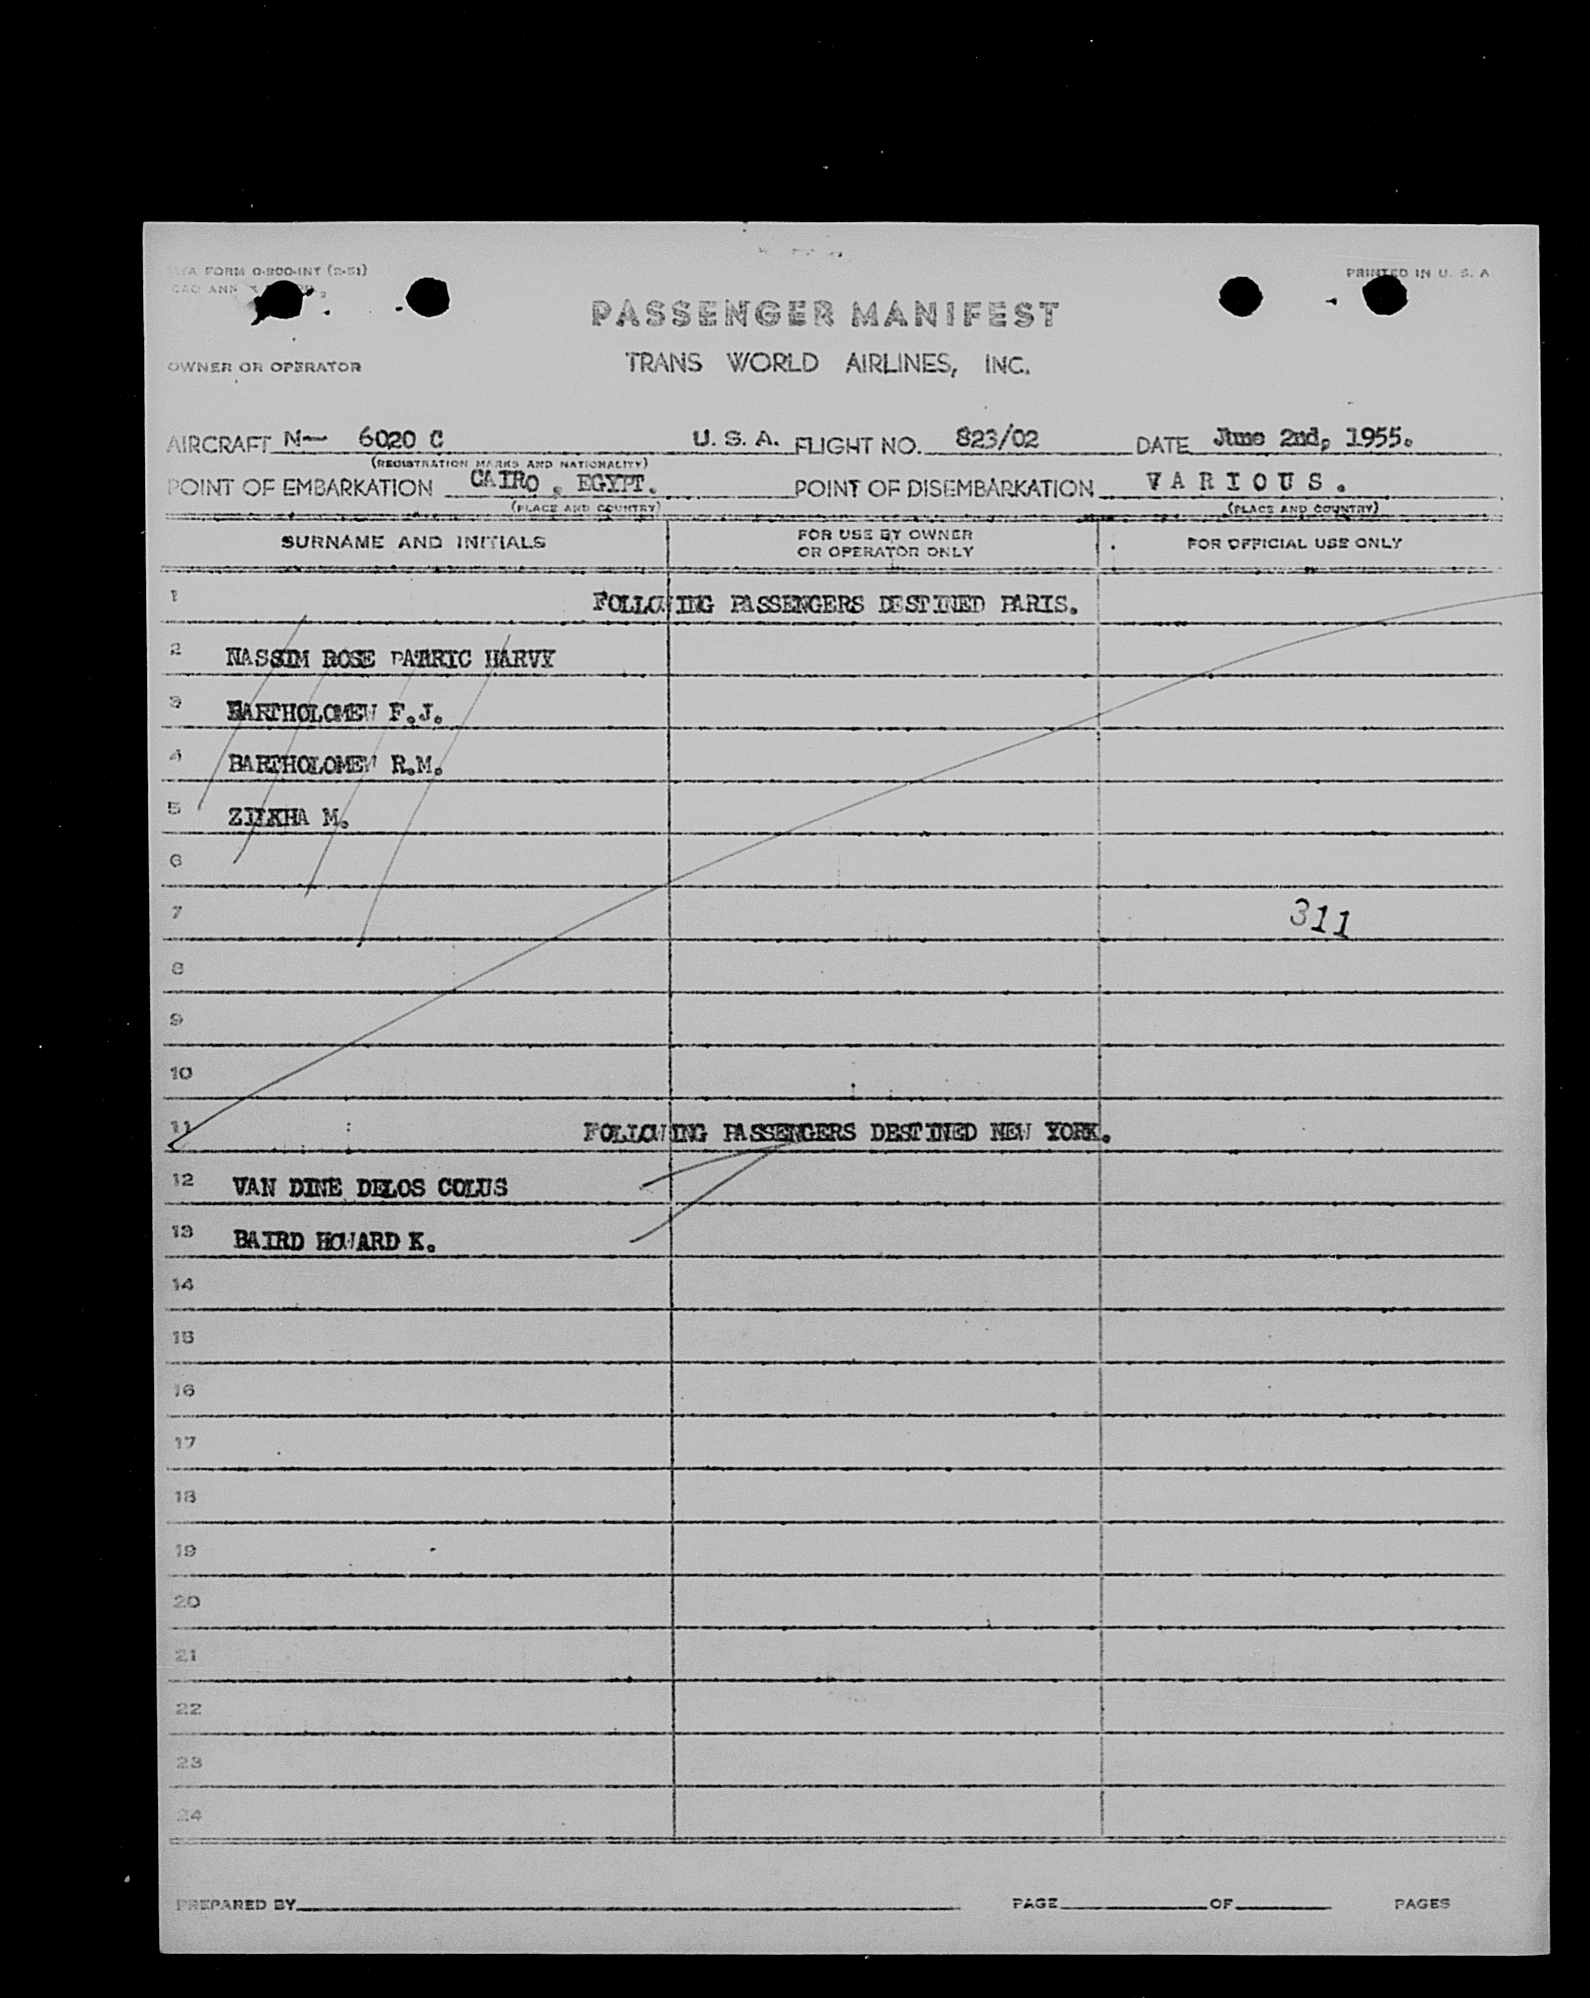 FORM O-800-INT (2-51)
PRINTED IN U. S. A.
PASSENGER MANIFEST
OWNER OR OPERATOR
TRANS WORLD AIRLINES, INC.
AIRCRAFT N— 6020 C U. S. A. FLIGHT NO. 823/02 DATE June 2nd, 1955.
(REGISTRATION MARKS AND NATIONALITY)
POINT OF EMBARKATION CAIRO, EGYPT. POINT OF DISEMBARKATION VARIOUS.
(PLACE AND COUNTRY) (PLACE AND COUNTRY)
SURNAME AND INITIALS FOR USE BY OWNER OR OPERATOR ONLY FOR OFFICIAL USE ONLY
1 FOLLOWING PASSENGERS DESTINED PARIS.
2 NASSIM ROSE PATRIC HARVY
3 BARTHOLOMEW F.J.
4 BARTHOLOMEW R.M.
5 ZILKHA M.
6
7 311
8
9
10
11 FOLLOWING PASSENGERS DESTINED NEW YORK.
12 VAN DINE DELOS COLUS
13 BAIRD HOWARD K.
14
15
16
17
18
19
20
21
22
23
24
PREPARED BY PAGE OF PAGES